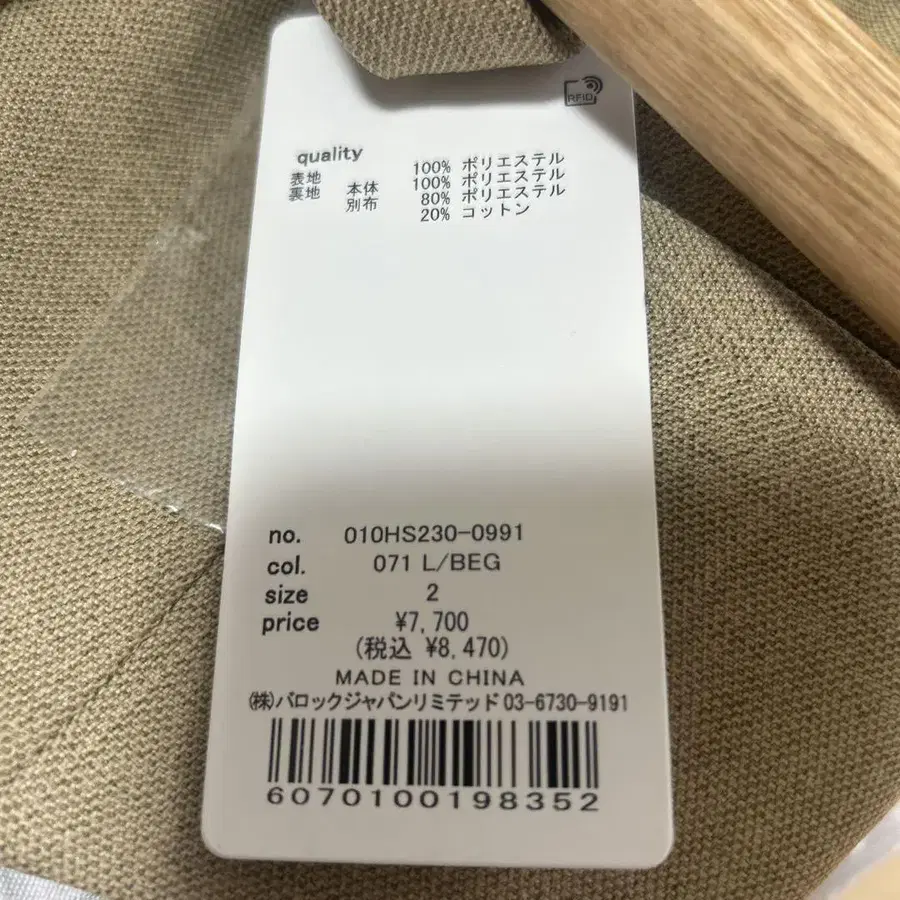 RFID
quality
表地 100% ポリエステル
裏地 本体 100% ポリエステル
別布 80% ポリエステル
20% コットン
no. 010HS230-0991
col. 071 L/BEG
size 2
price ¥7,700
(税込 ¥8,470)
MADE IN CHINA
(株)バロックジャパンリミテッド 03-6730-9191
6070100198352